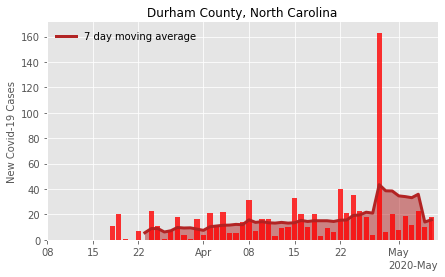 Durham County, North Carolina
7 day moving average
New Covid-19 Cases
160
140
120
100
80
60
40
20
0
08 15 22 Apr 08 15 22 May
2020-May